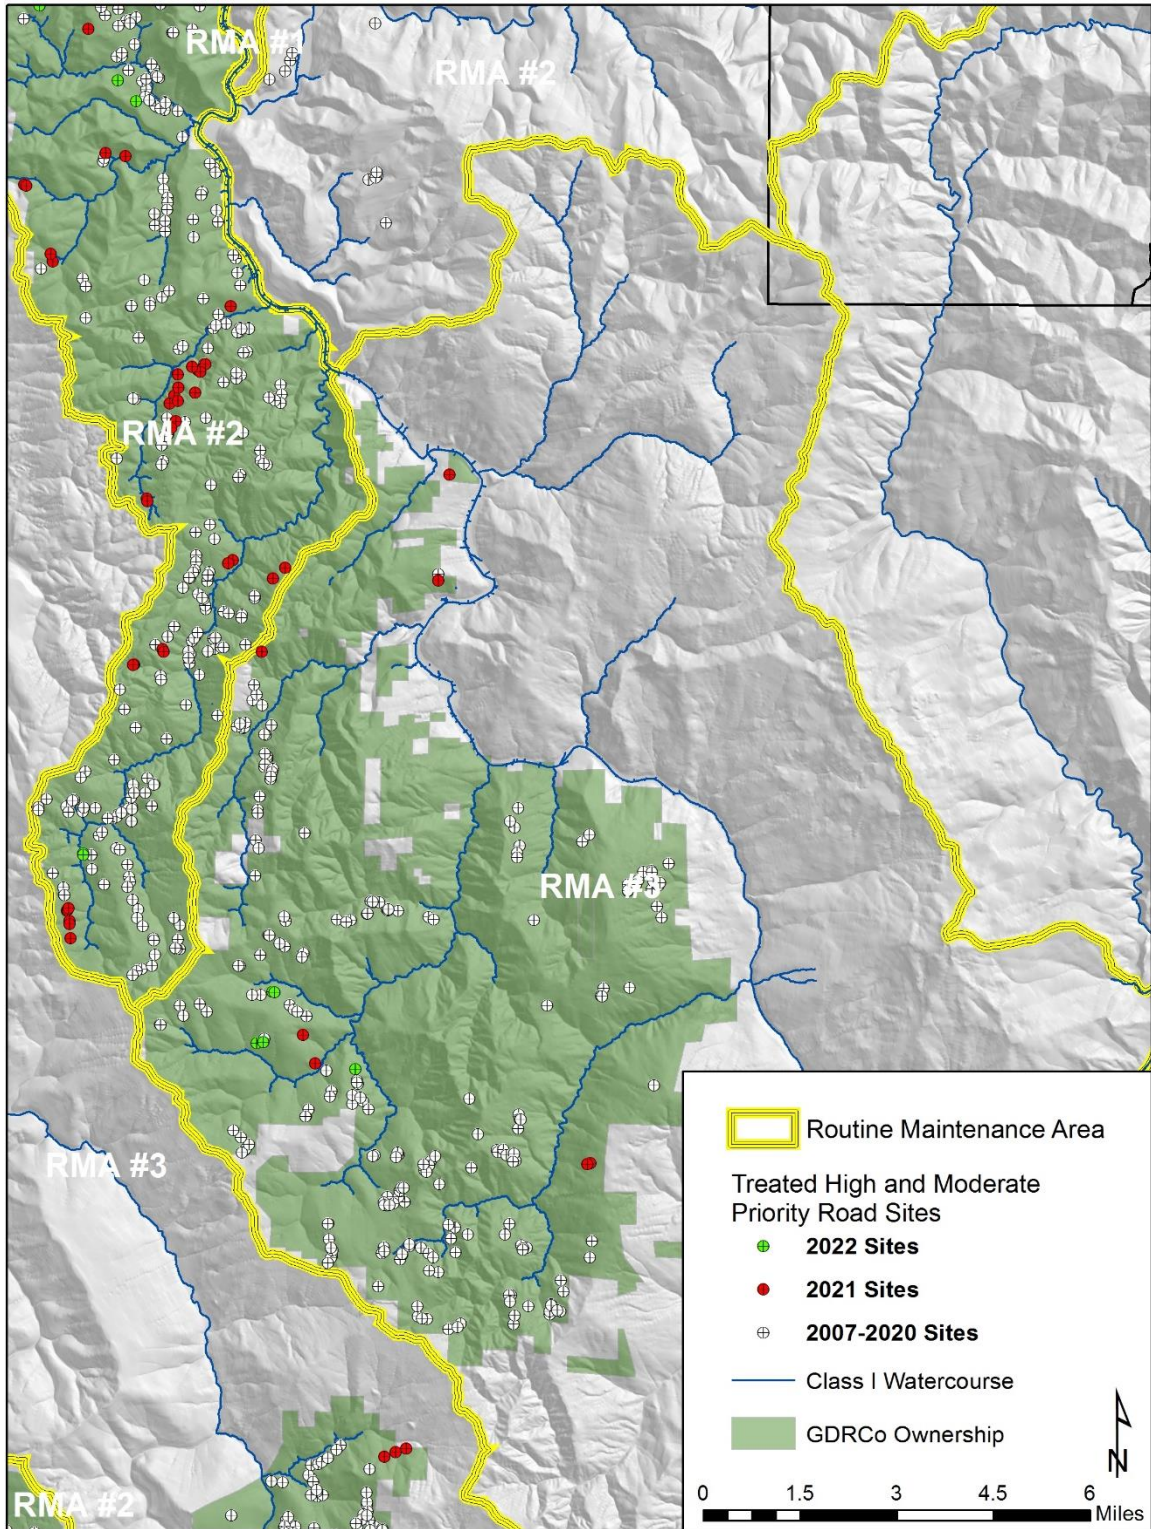 RMA #1
RMA #2
RMA #2
RMA #3
RMA #3
RMA #2
Routine Maintenance Area
Treated High and Moderate
Priority Road Sites
2022 Sites
2021 Sites
2007-2020 Sites
Class I Watercourse
GDRCo Ownership
N
0 1.5 3 4.5 6
Miles